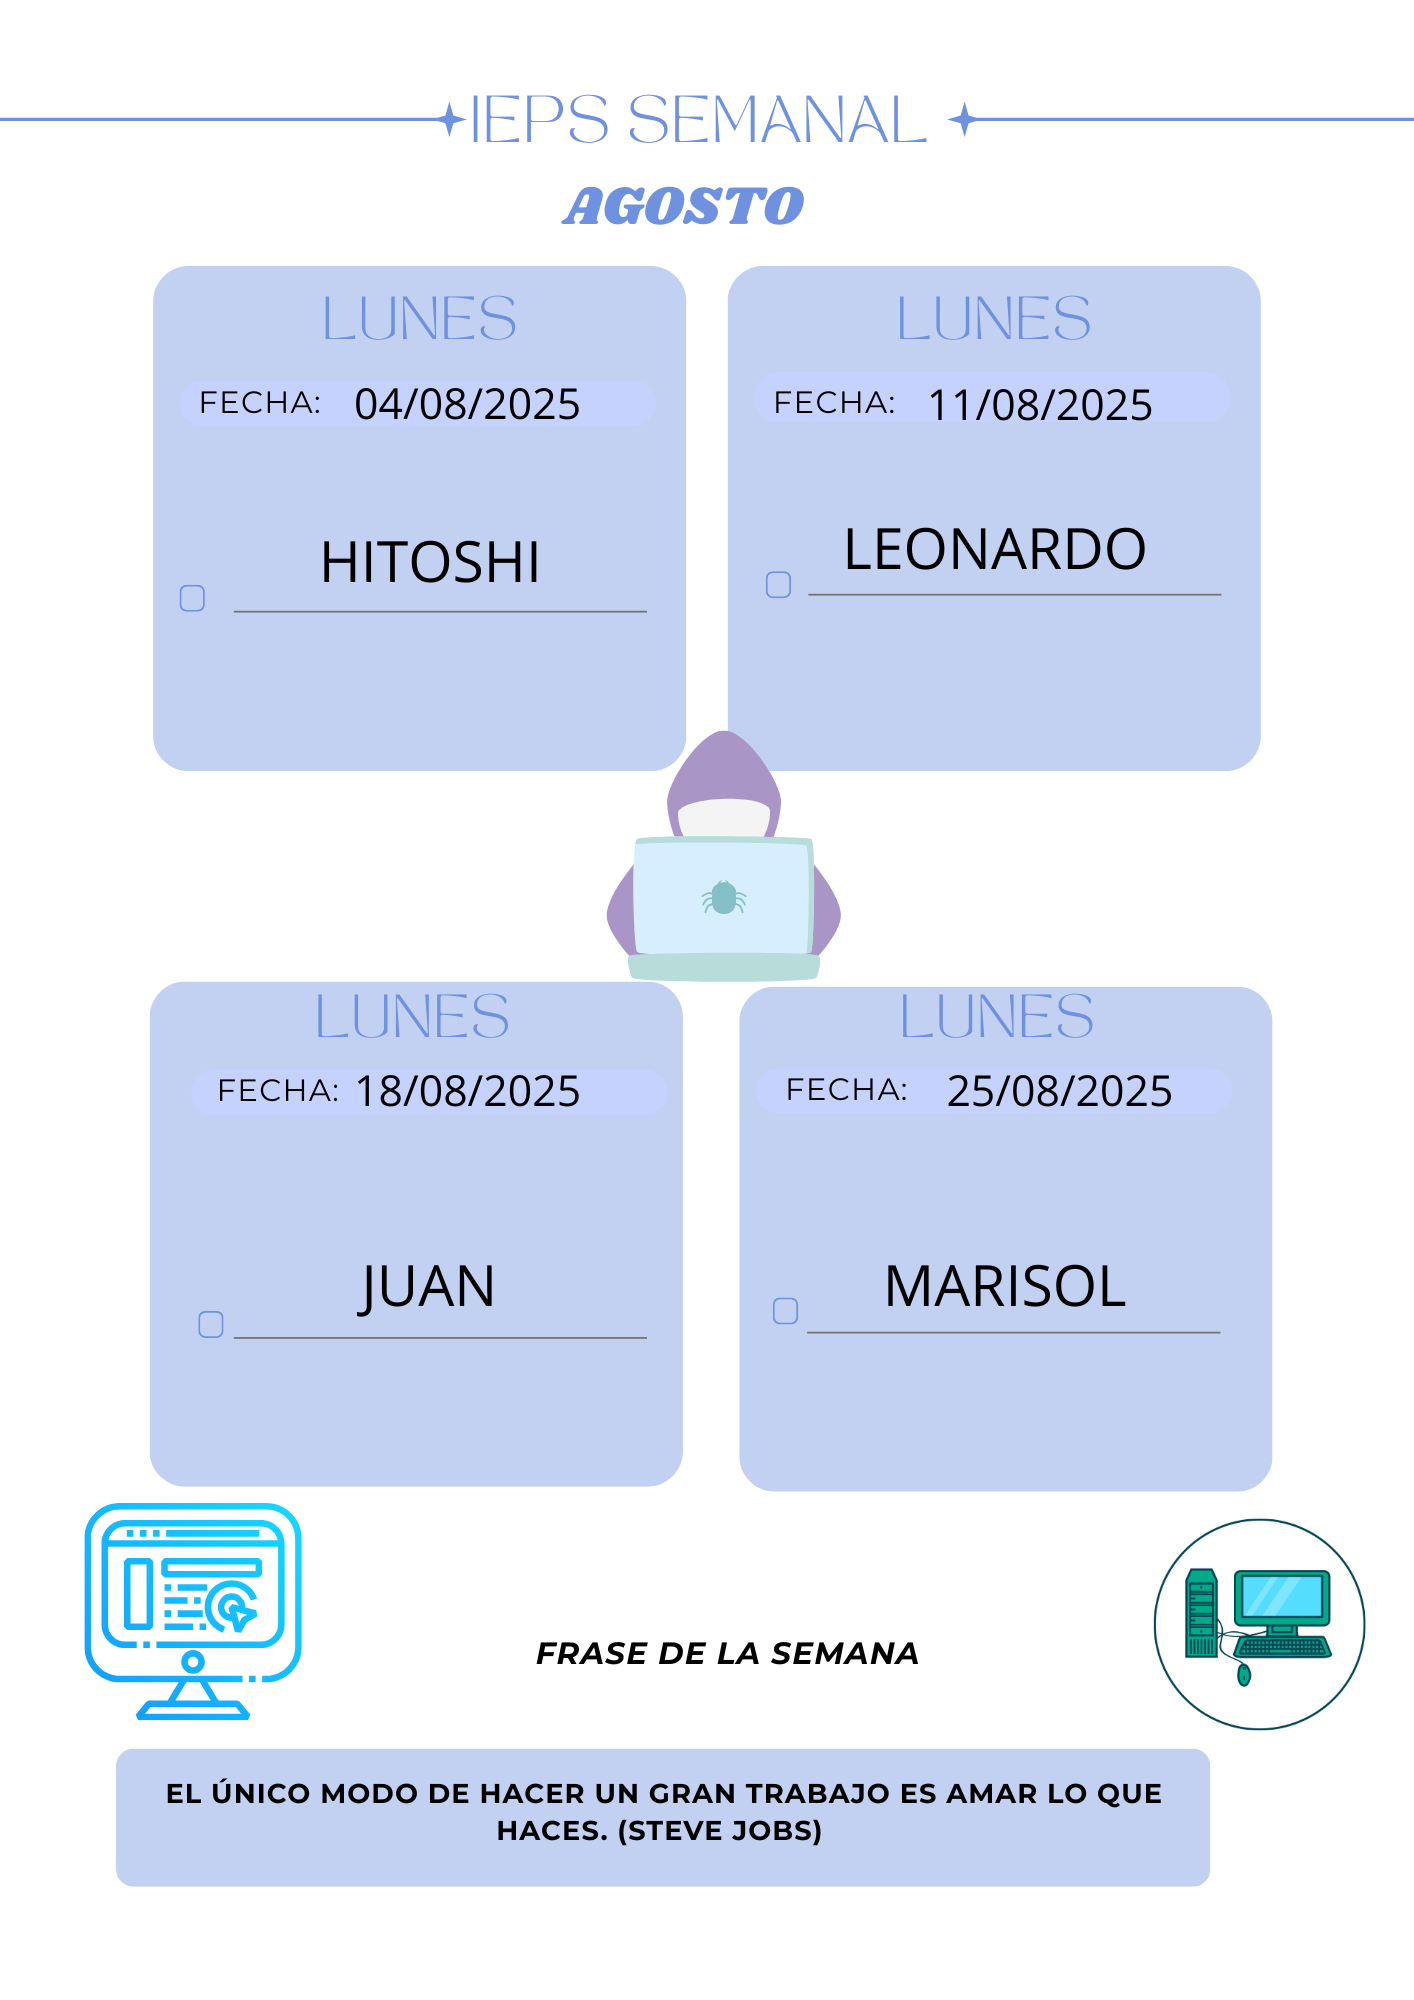 IEPS SEMANAL
AGOSTO
LUNES
FECHA: 04/08/2025
HITOSHI
LUNES
FECHA: 11/08/2025
LEONARDO
LUNES
FECHA: 18/08/2025
JUAN
LUNES
FECHA: 25/08/2025
MARISOL
FRASE DE LA SEMANA
EL ÚNICO MODO DE HACER UN GRAN TRABAJO ES AMAR LO QUE
HACES. (STEVE JOBS)